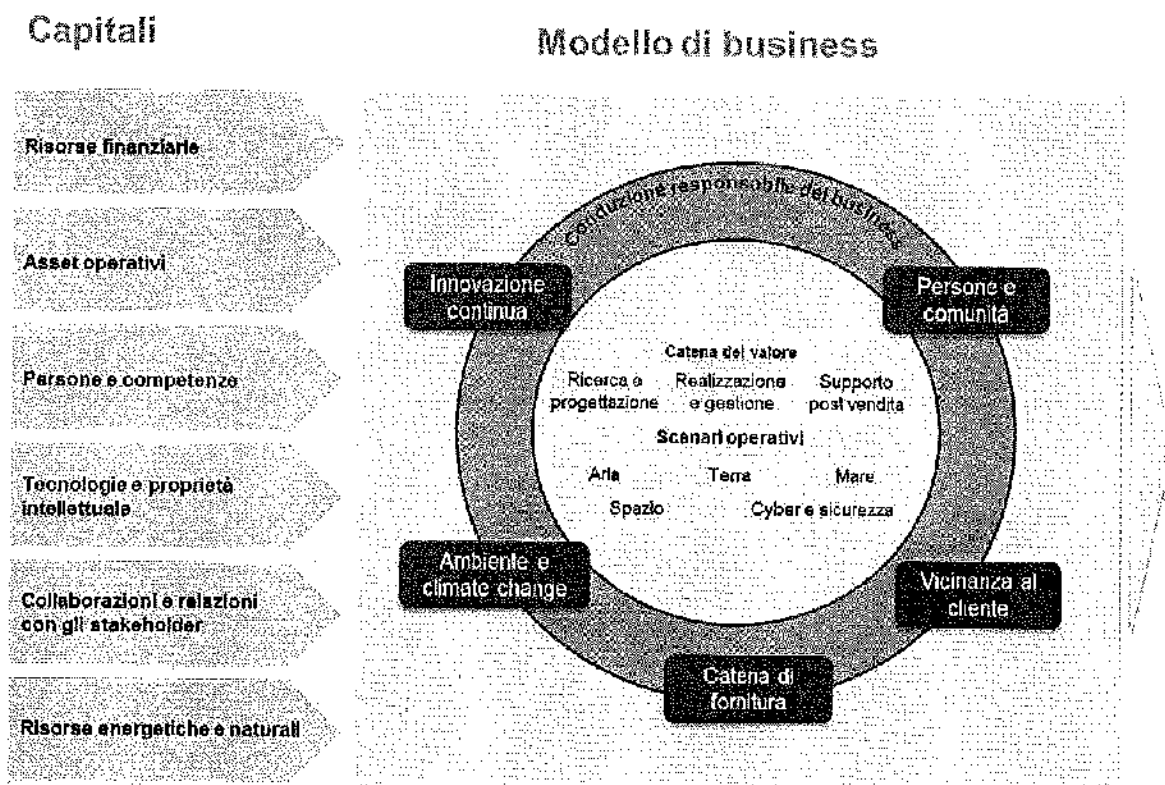 Capitali
Modello di business
Risorse finanziarie
Asset operativi
Persone e competenze
Tecnologie e proprietà
intellettuale
Collaborazioni e relazioni
con gli stakeholder
Risorse energetiche e naturali
Conduzione responsabile del business
Innovazione
continua
Persone e
comunità
Catena del valore
Ricerca e
progettazione
Realizzazione
e gestione
Supporto
post vendita
Scenari operativi
Aria
Terra
Mare
Spazio
Cyber e sicurezza
Ambiente e
climate change
Vicinanza al
cliente
Catena di
fornitura